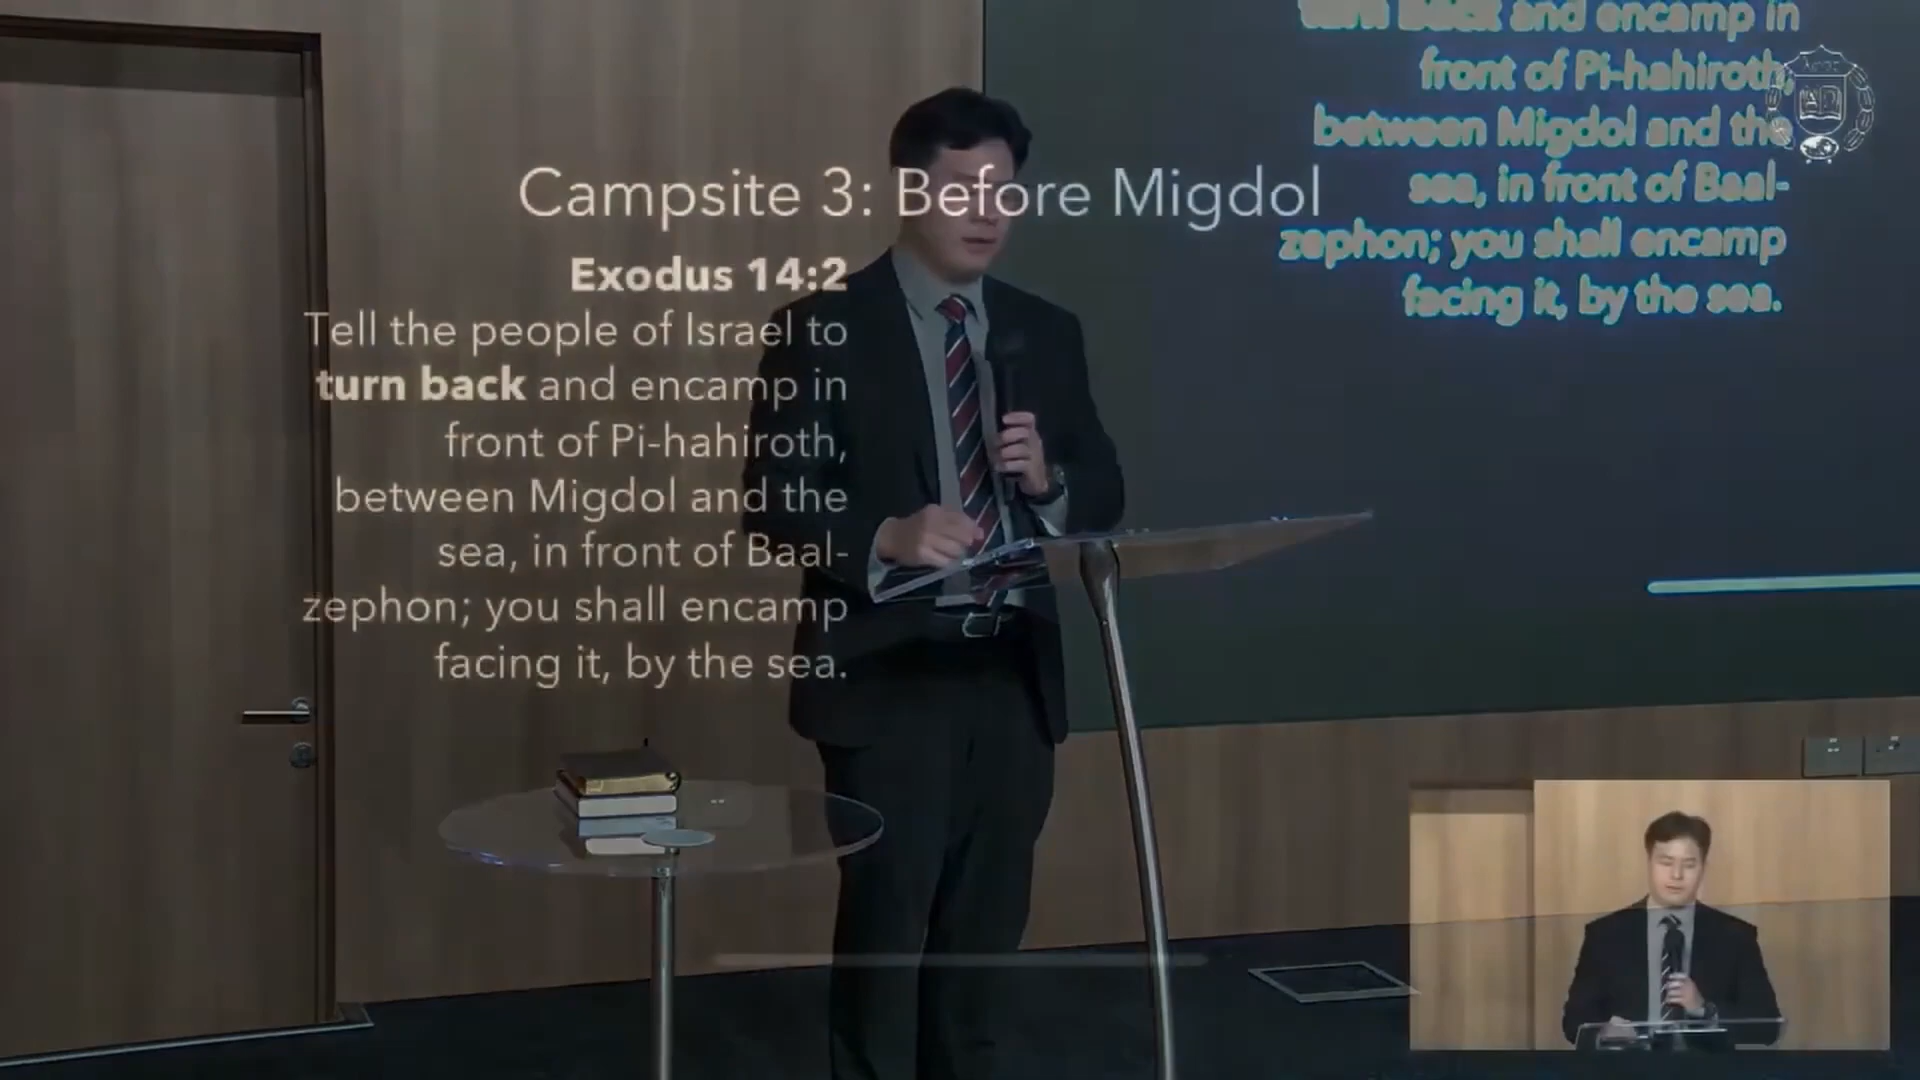 Campsite 3: Before Migdol
Exodus 14:2
Tell the people of Israel to
turn back and encamp in
front of Pi-hahiroth,
between Migdol and the
sea, in front of Baal-
zephon; you shall encamp
facing it, by the sea.
turn back and encamp in
front of Pi-hahiroth,
between Migdol and the
sea, in front of Baal-
zephon; you shall encamp
facing it, by the sea.